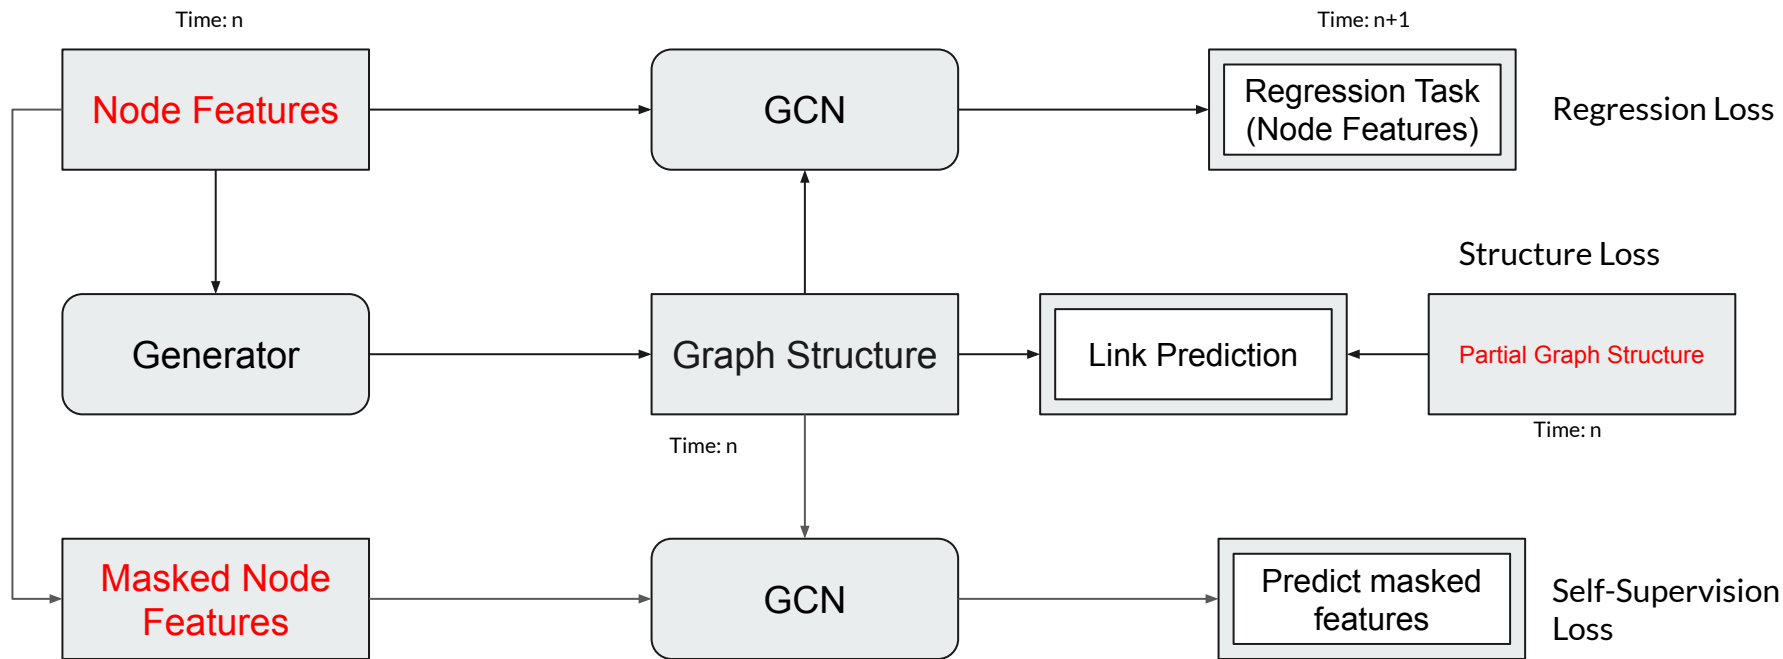 Time: n
Time: n+1
Node Features
GCN
Regression Task
(Node Features)
Regression Loss
Structure Loss
Generator
Graph Structure
Link Prediction
Partial Graph Structure
Time: n
Time: n
Masked Node
Features
GCN
Predict masked
features
Self-Supervision
Loss